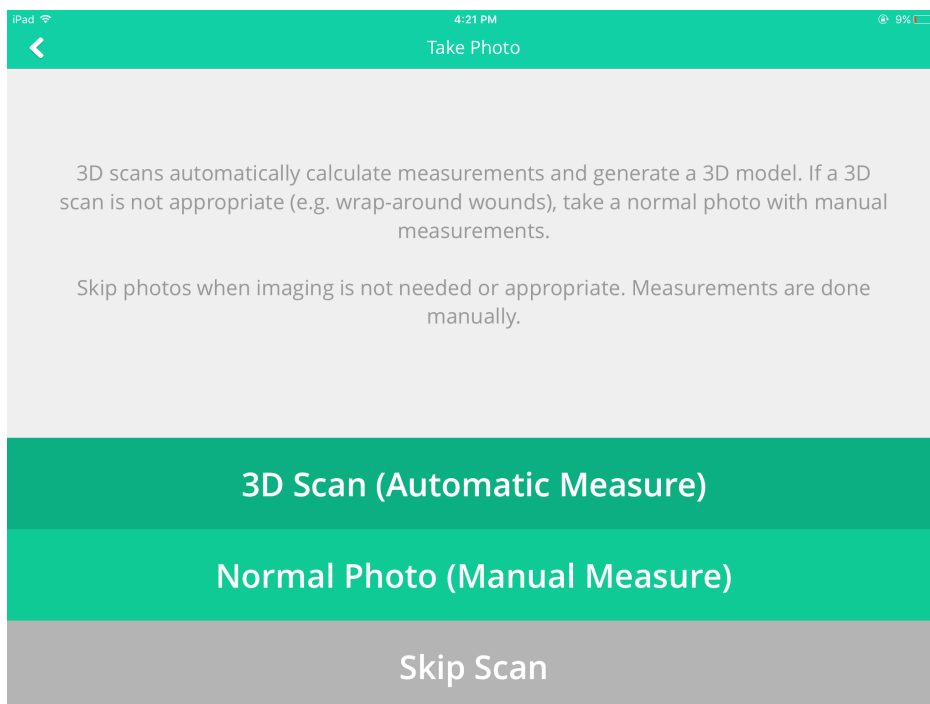 iPad
4:21 PM
9%
Take Photo
3D scans automatically calculate measurements and generate a 3D model. If a 3D
scan is not appropriate (e.g. wrap-around wounds), take a normal photo with manual
measurements.
Skip photos when imaging is not needed or appropriate. Measurements are done
manually.
3D Scan (Automatic Measure)
Normal Photo (Manual Measure)
Skip Scan